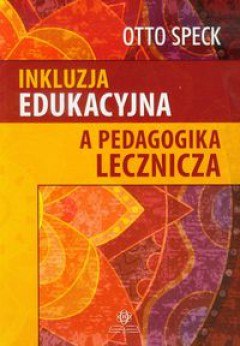 OTTO SPECK
INKLUZJA
EDUKACYJNA
A PEDAGOGIKA
LECZNICZA